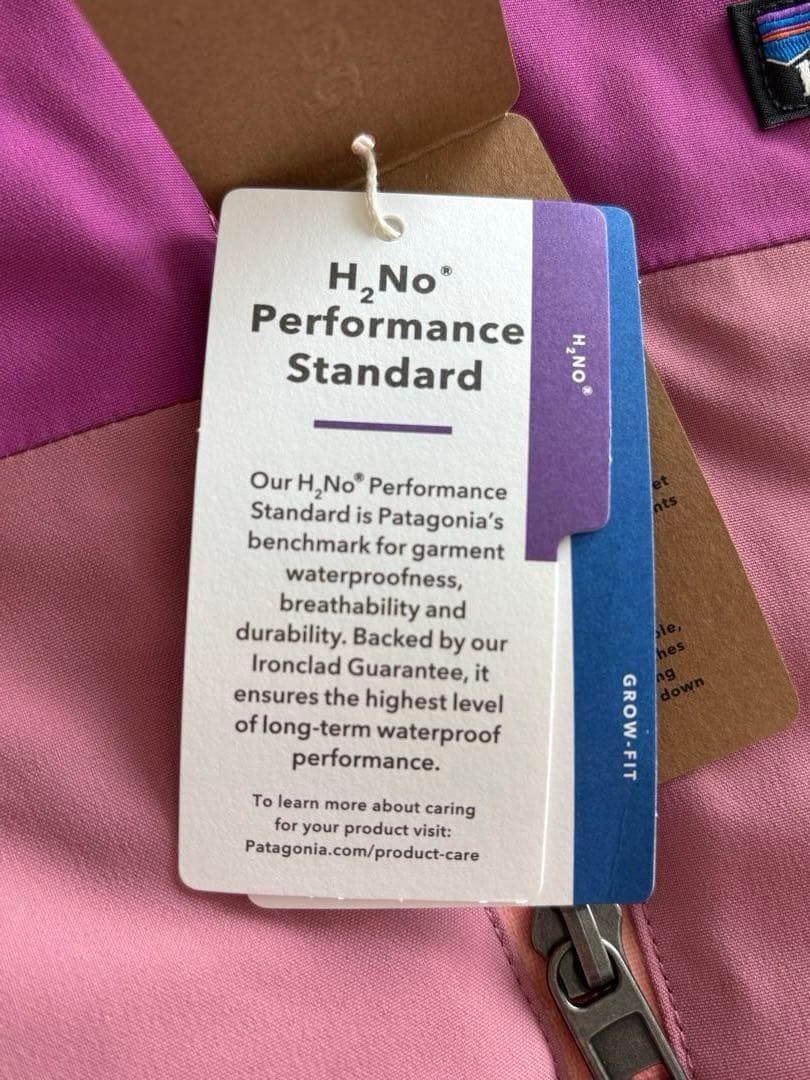 H₂No®
Performance
Standard
Our H₂No® Performance
Standard is Patagonia's
benchmark for garment
waterproofness,
breathability and
durability. Backed by our
Ironclad Guarantee, it
ensures the highest level
of long-term waterproof
performance.
To learn more about caring
for your product visit:
Patagonia.com/product-care
H₂NO®
GROW-FIT
down